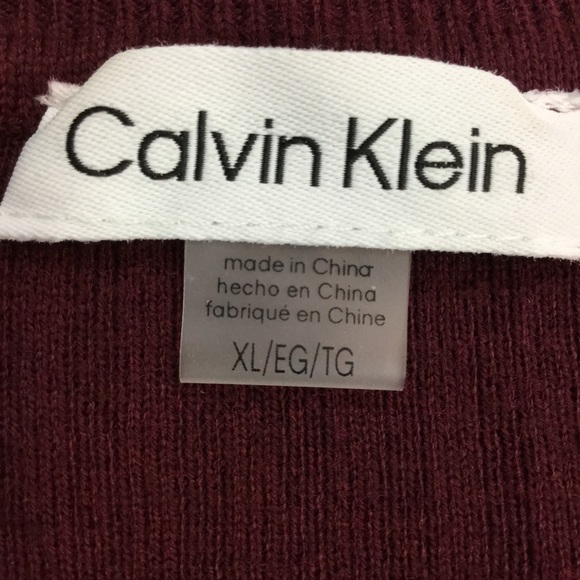 Calvin Klein
made in China
hecho en China
fabriqué en Chine
XL/EG/TG